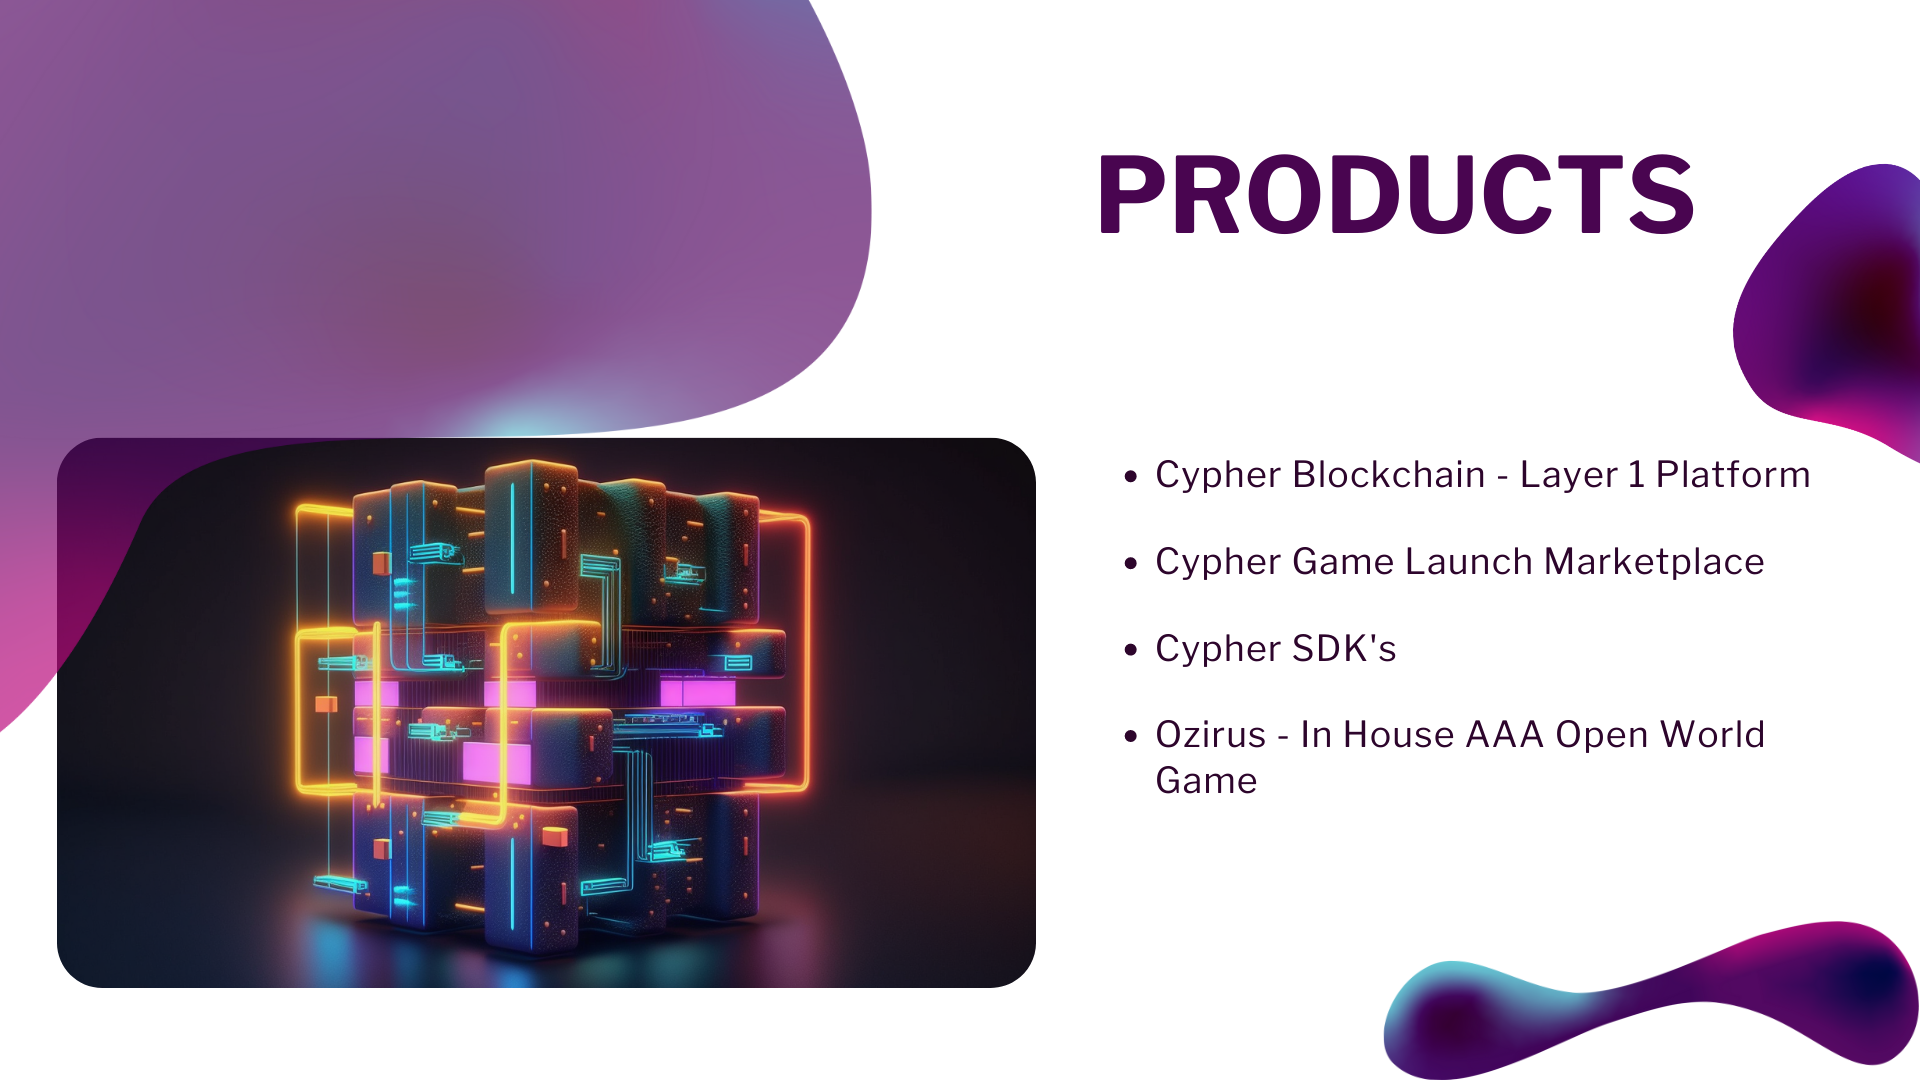 PRODUCTS
• Cypher Blockchain - Layer 1 Platform
• Cypher Game Launch Marketplace
• Cypher SDK's
• Ozirus - In House AAA Open World
Game